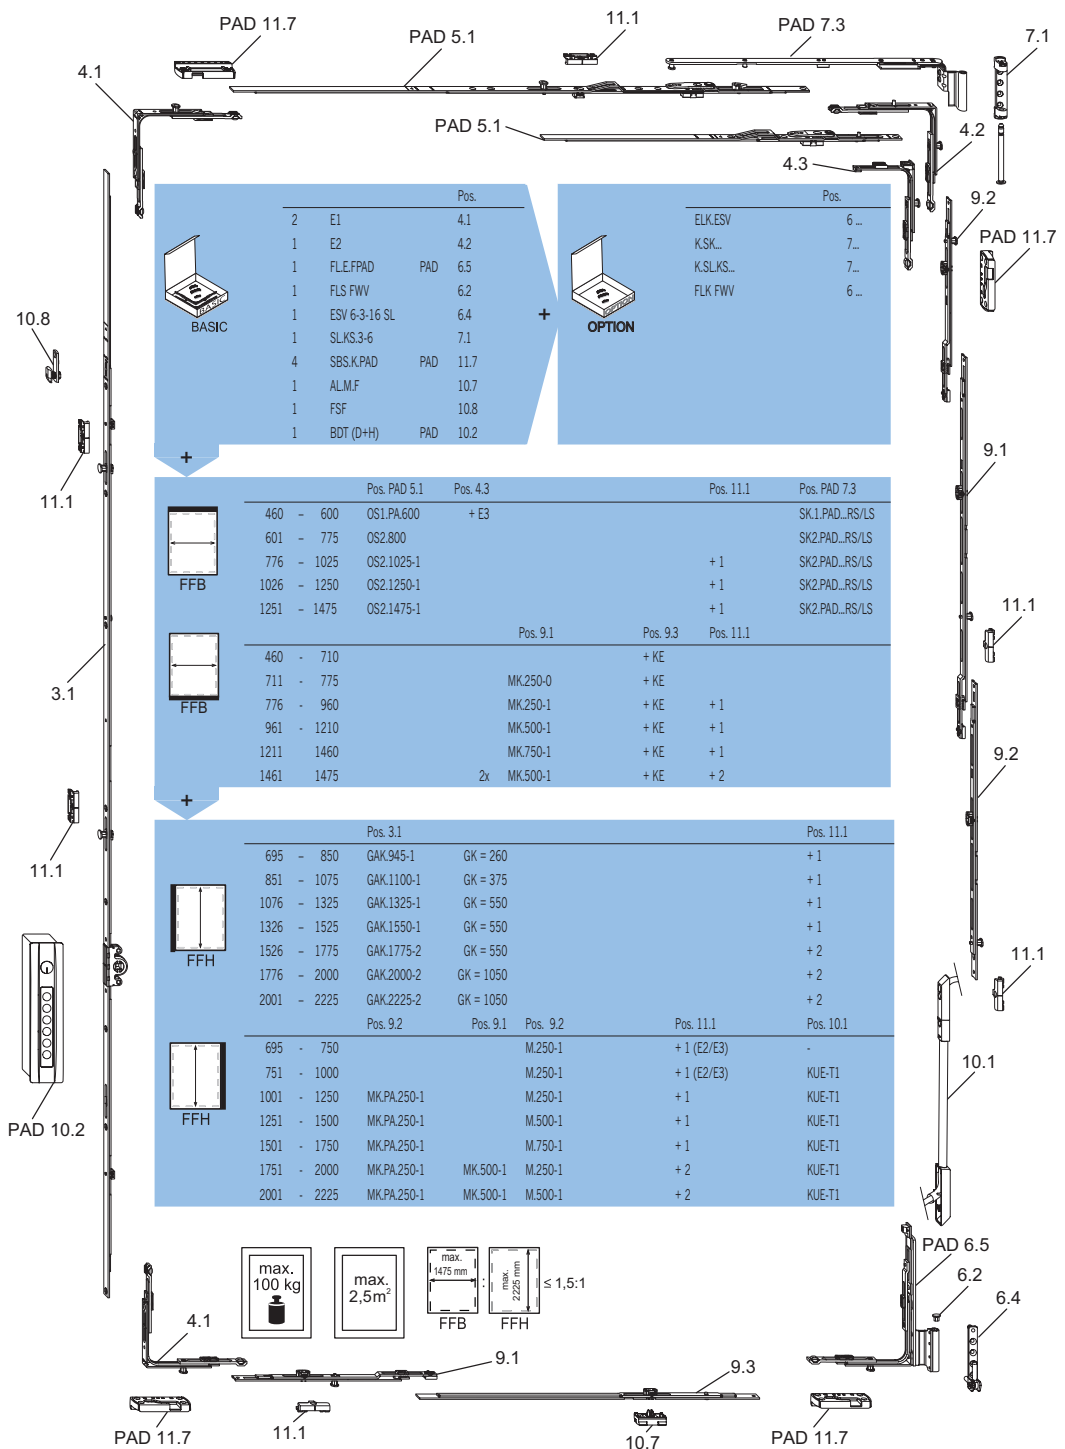 PAD 11.7
PAD 5.1
11.1
PAD 7.3
7.1
4.1
PAD 5.1
4.2
4.3
9.2
PAD 11.7
Pos.
2 E1 4.1
1 E2 4.2
1 FL.E.FPAD PAD 6.5
1 FLS FWV 6.2
1 ESV 6-3-16 SL 6.4
1 SL.KS.3-6 7.1
4 SBS.K.PAD PAD 11.7
1 AL.M.F 10.7
1 FSF 10.8
1 BDT (D+H) PAD 10.2
BASIC
BASIC
+
Pos.
ELK.ESV 6 ...
K.SK... 7...
K.SL.KS... 7...
FLK FWV 6 ...
OPTION
OPTION
10.8
11.1
+
9.1
Pos. PAD 5.1 Pos. 4.3 Pos. 11.1 Pos. PAD 7.3
460 – 600 OS1.PA.600 + E3 SK.1.PAD...RS/LS
601 – 775 OS2.800 SK2.PAD...RS/LS
776 – 1025 OS2.1025-1 + 1 SK2.PAD...RS/LS
1026 – 1250 OS2.1250-1 + 1 SK2.PAD...RS/LS
1251 – 1475 OS2.1475-1 + 1 SK2.PAD...RS/LS
FFB
Pos. 9.1 Pos. 9.3 Pos. 11.1
460 - 710 + KE
711 - 775 MK.250-0 + KE
776 - 960 MK.250-1 + KE + 1
961 - 1210 MK.500-1 + KE + 1
1211 1460 MK.750-1 + KE + 1
1461 1475 2x MK.500-1 + KE + 2
FFB
3.1
11.1
9.2
+
11.1
Pos. 3.1 Pos. 11.1
695 – 850 GAK.945-1 GK = 260 + 1
851 – 1075 GAK.1100-1 GK = 375 + 1
1076 – 1325 GAK.1325-1 GK = 550 + 1
1326 – 1525 GAK.1550-1 GK = 550 + 1
1526 – 1775 GAK.1775-2 GK = 550 + 2
1776 – 2000 GAK.2000-2 GK = 1050 + 2
2001 – 2225 GAK.2225-2 GK = 1050 + 2
FFH
11.1
Pos. 9.2 Pos. 9.1 Pos. 9.2 Pos. 11.1 Pos. 10.1
695 - 750 M.250-1 + 1 (E2/E3) -
751 - 1000 M.250-1 + 1 (E2/E3) KUE-T1
1001 - 1250 MK.PA.250-1 M.250-1 + 1 KUE-T1
1251 - 1500 MK.PA.250-1 M.500-1 + 1 KUE-T1
1501 - 1750 MK.PA.250-1 M.750-1 + 1 KUE-T1
1751 - 2000 MK.PA.250-1 MK.500-1 M.250-1 + 2 KUE-T1
2001 - 2225 MK.PA.250-1 MK.500-1 M.500-1 + 2 KUE-T1
FFH
PAD 10.2
10.1
PAD 6.5
6.2
6.4
max.
100 kg
max.
2,5m²
max.
1475 mm
FFB
:
max.
2225 mm
FFH
≤ 1,5:1
4.1
9.1
9.3
PAD 11.7
11.1
10.7
PAD 11.7